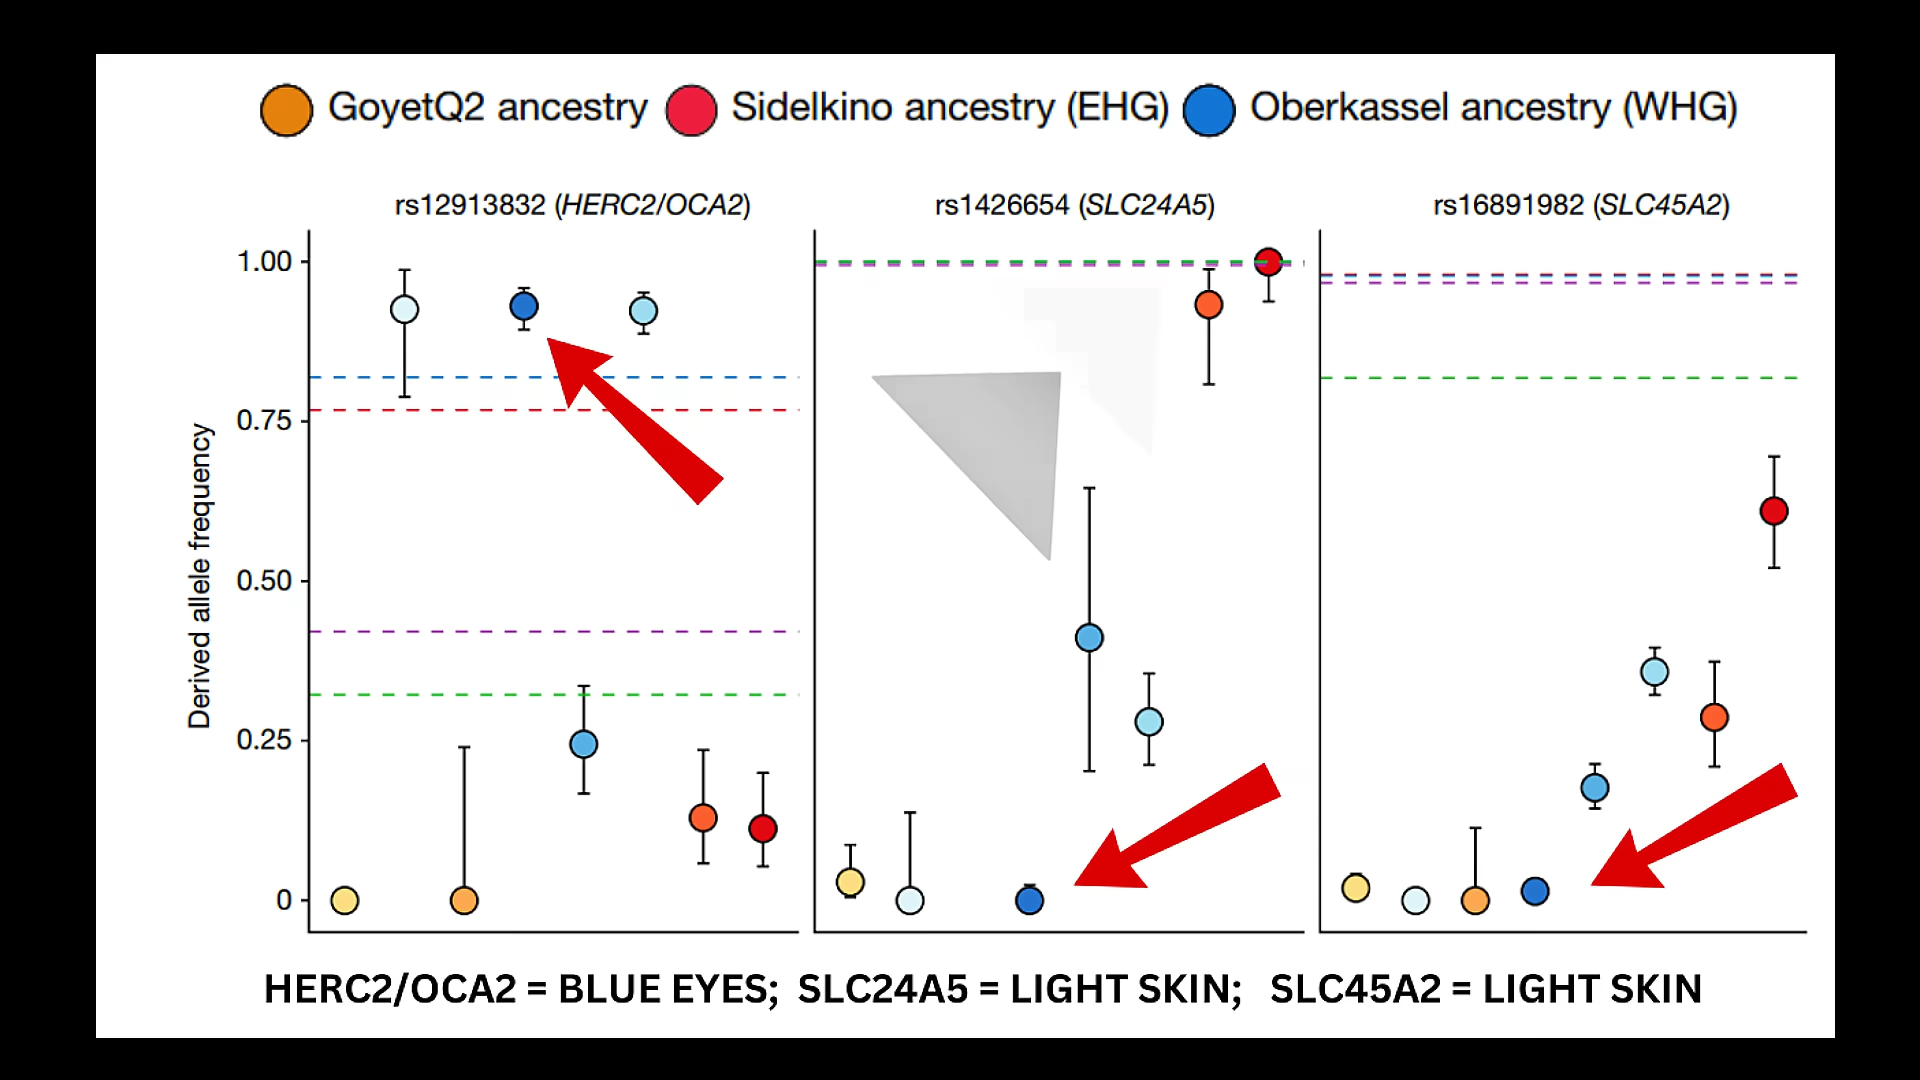 GoyetQ2 ancestry Sidelkino ancestry (EHG) Oberkassel ancestry (WHG)
rs12913832 (HERC2/OCA2) rs1426654 (SLC24A5) rs16891982 (SLC45A2)
Derived allele frequency
1.00
0.75
0.50
0.25
0
HERC2/OCA2 = BLUE EYES; SLC24A5 = LIGHT SKIN; SLC45A2 = LIGHT SKIN